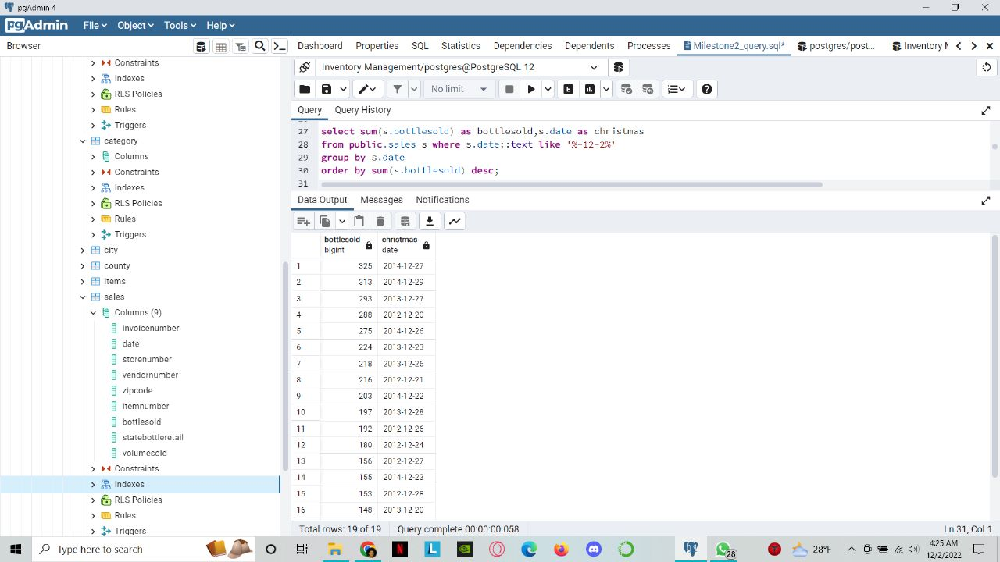 pgAdmin 4
pgAdmin File Object Tools Help
Browser
Dashboard Properties SQL Statistics Dependencies Dependents Processes Milestone2_query.sql* postgres/post... Inventory M
Inventory Management/postgres@PostgreSQL 12
No limit
Query Query History
27 select sum(s.bottlesold) as bottlesold,s.date as christmas
28 from public.sales s where s.date::text like '%-12-2%'
29 group by s.date
30 order by sum(s.bottlesold) desc;
31
Data Output Messages Notifications
bottlesold christmas
bigint date
1 325 2014-12-27
2 313 2014-12-29
3 293 2013-12-27
4 288 2012-12-20
5 275 2014-12-26
6 224 2013-12-23
7 218 2013-12-26
8 216 2012-12-21
9 203 2014-12-22
10 197 2013-12-28
11 192 2012-12-26
12 180 2012-12-24
13 156 2012-12-27
14 155 2014-12-23
15 153 2012-12-28
16 148 2013-12-20
Total rows: 19 of 19 Query complete 00:00:00.058 Ln 31, Col 1
Constraints
Indexes
RLS Policies
Rules
Triggers
category
Columns
Constraints
Indexes
RLS Policies
Rules
Triggers
city
county
items
sales
Columns (9)
invoicenumber
date
storenumber
vendornumber
zipcode
itemnumber
bottlesold
statebottleretail
volumesold
Constraints
Indexes
RLS Policies
Rules
Triggers
Type here to search
N
L
28
28°F
4:25 AM
12/2/2022